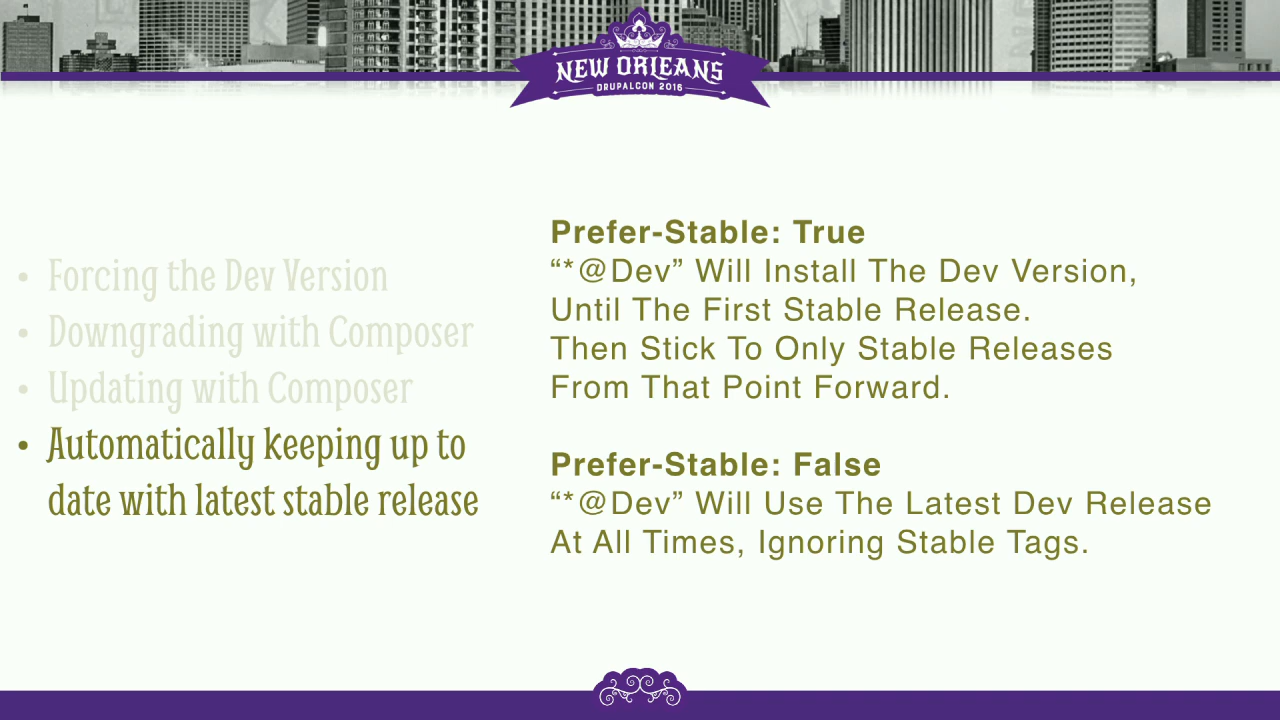 NEW ORLEANS
DRUPALCON 2016
• Forcing the Dev Version
• Downgrading with Composer
• Updating with Composer
• Automatically keeping up to
date with latest stable release
Prefer-Stable: True
“*@Dev” Will Install The Dev Version,
Until The First Stable Release.
Then Stick To Only Stable Releases
From That Point Forward.
Prefer-Stable: False
“*@Dev” Will Use The Latest Dev Release
At All Times, Ignoring Stable Tags.